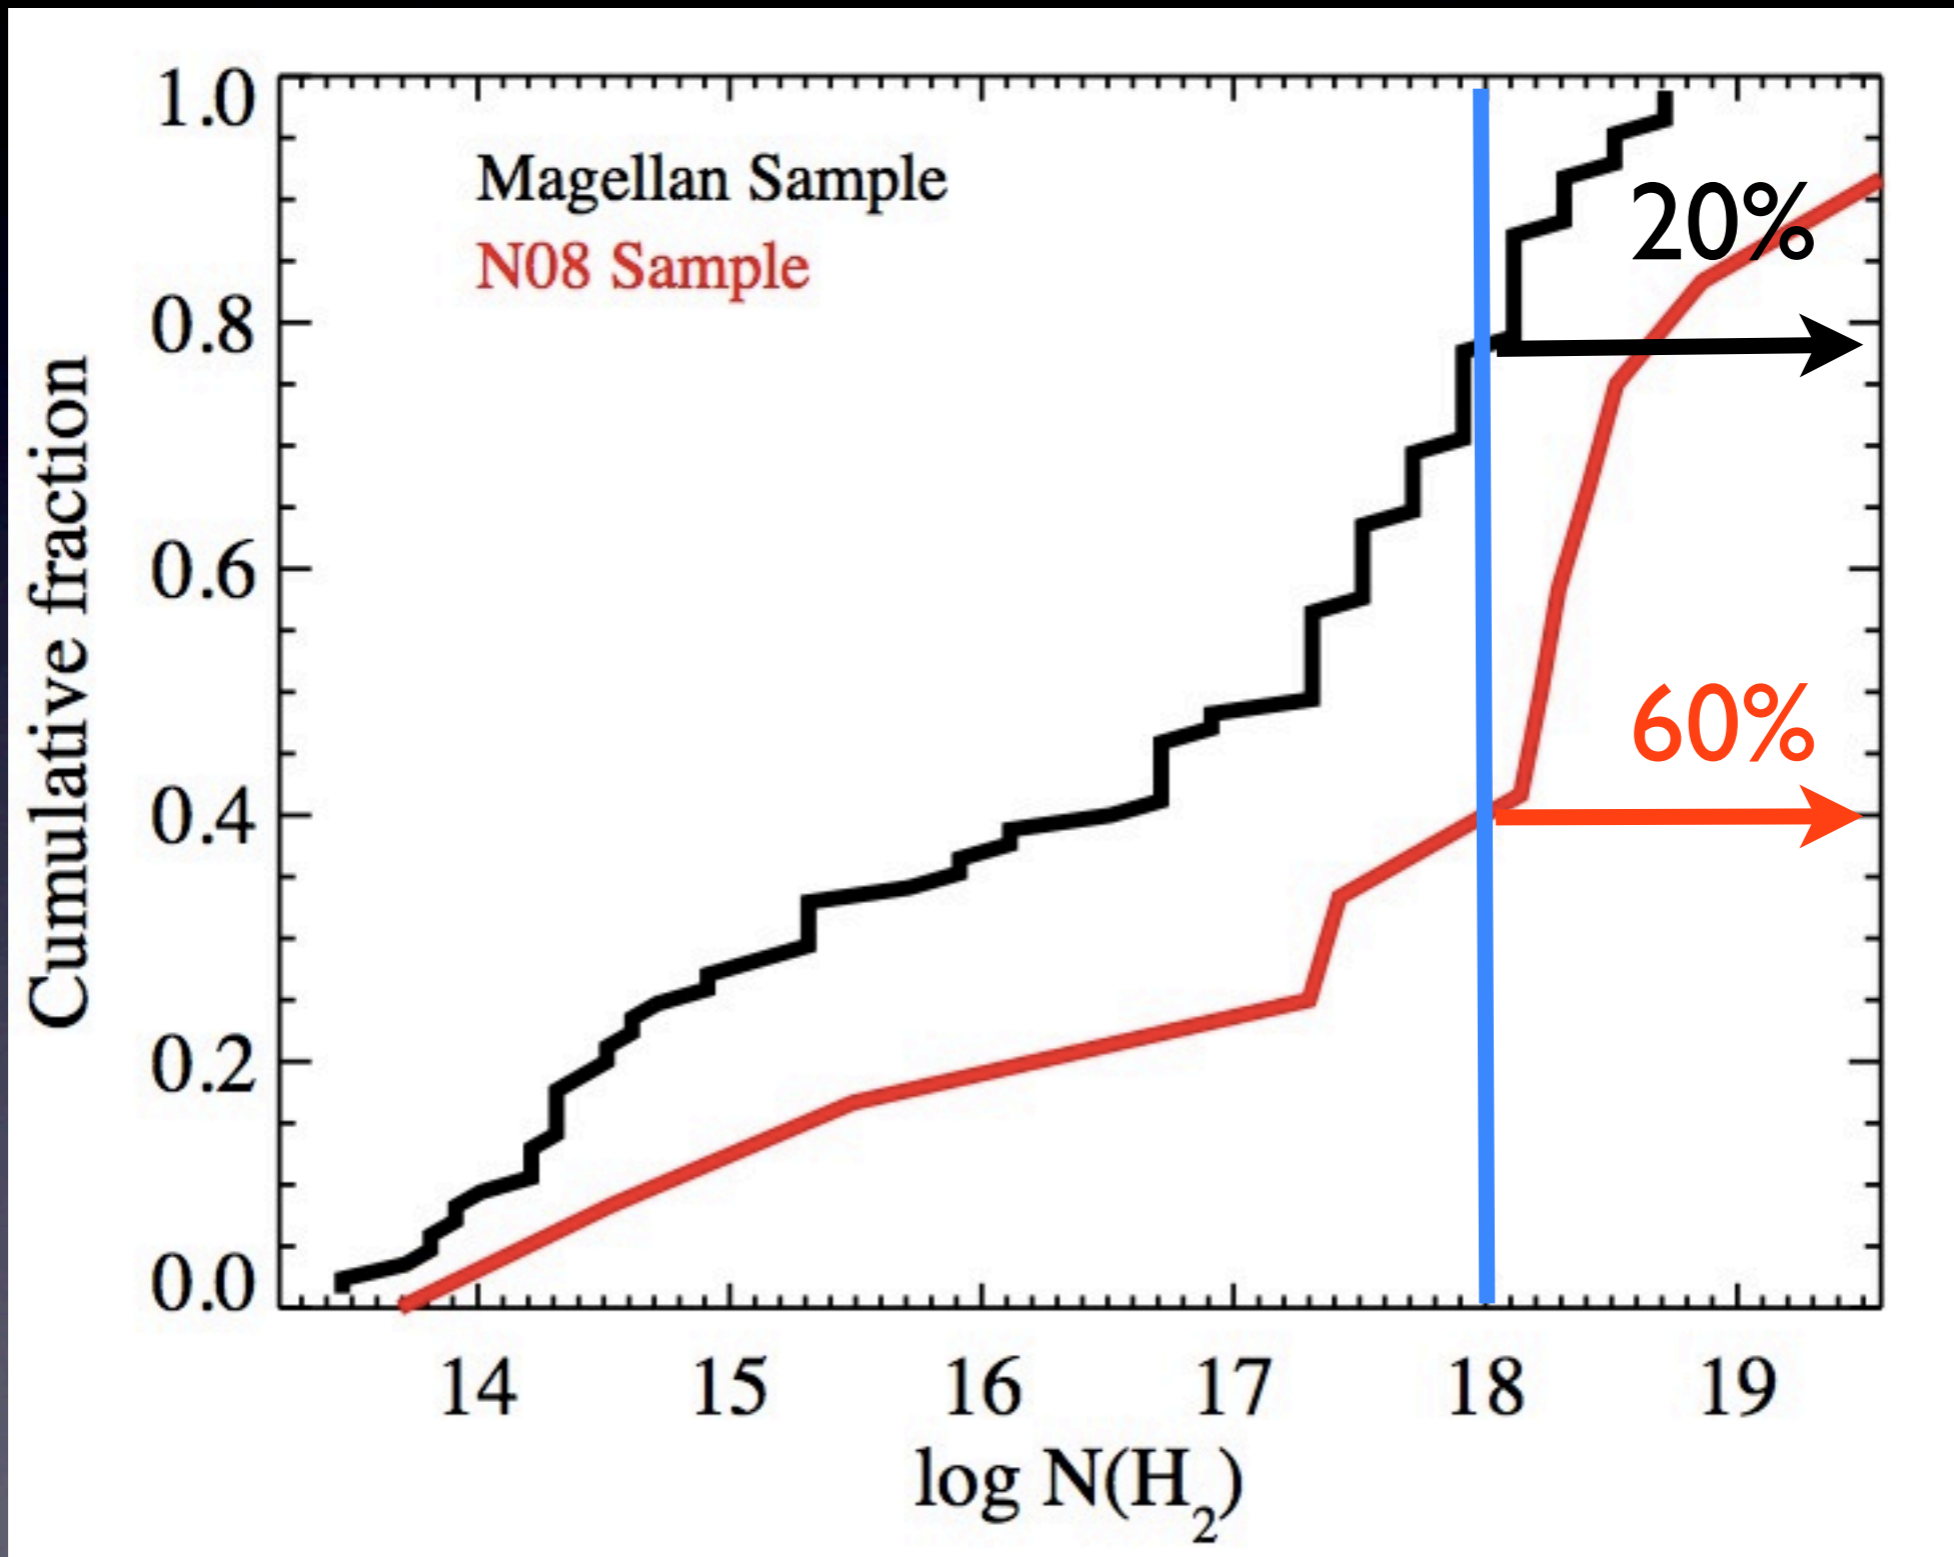 1.0
Magellan Sample
N08 Sample
20%
0.8
0.6
60%
0.4
0.2
0.0
Cumulative fraction
14 15 16 17 18 19
log N(H₂)